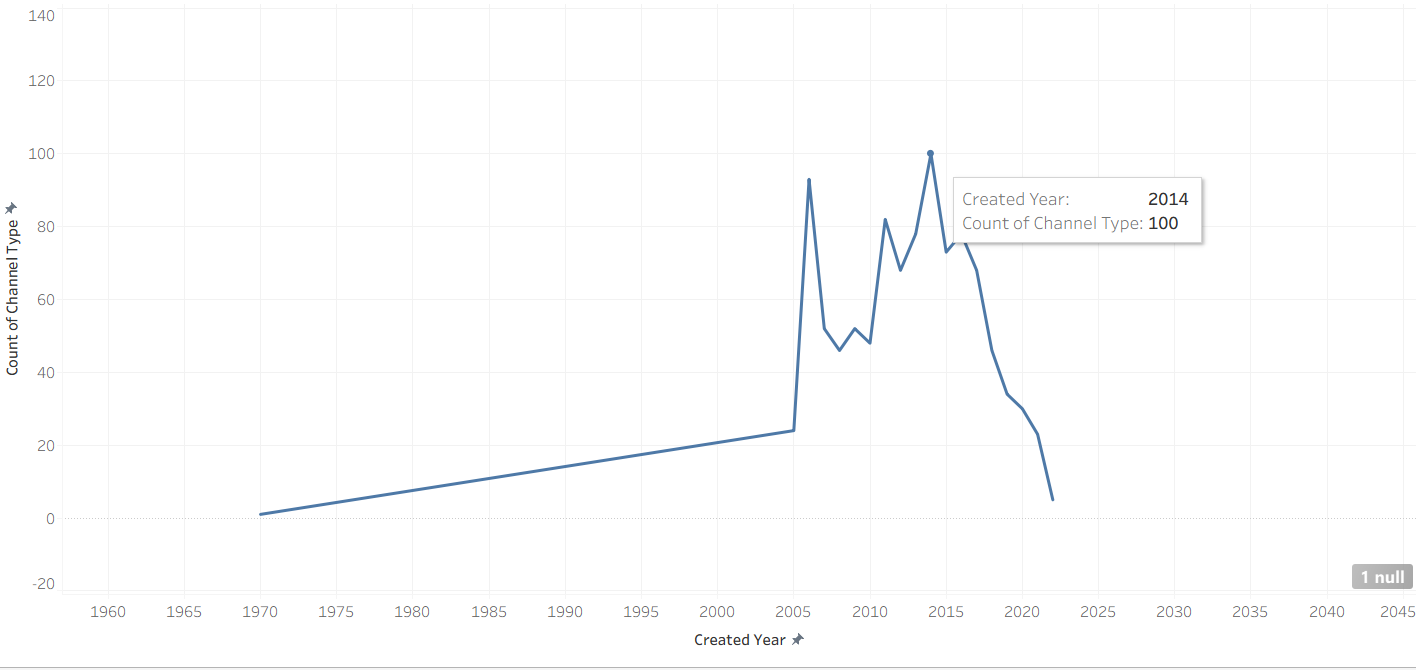 140
120
100
80
60
40
20
0
-20
Count of Channel Type
Created Year: 2014
Count of Channel Type: 100
1 null
1960 1965 1970 1975 1980 1985 1990 1995 2000 2005 2010 2015 2020 2025 2030 2035 2040 2045
Created Year